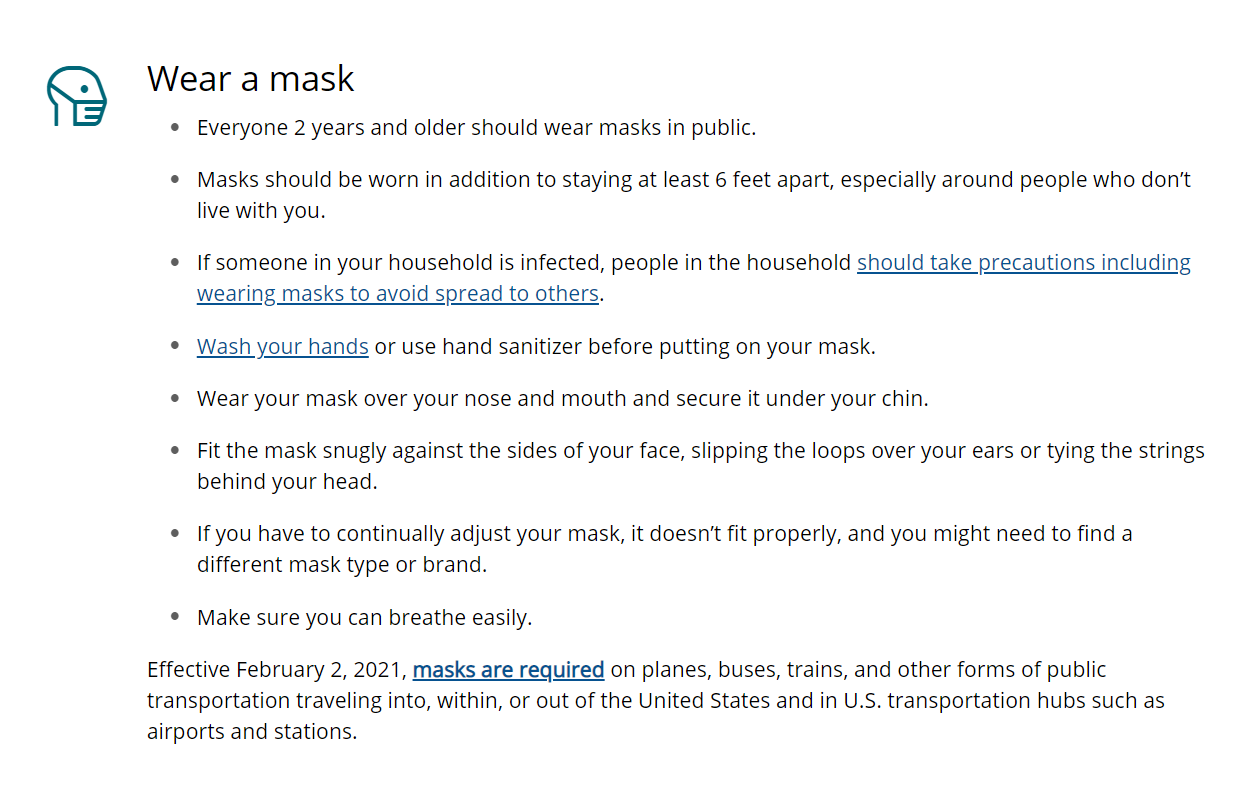 Wear a mask
Everyone 2 years and older should wear masks in public.
Masks should be worn in addition to staying at least 6 feet apart, especially around people who don’t
live with you.
If someone in your household is infected, people in the household should take precautions including
wearing masks to avoid spread to others.
Wash your hands or use hand sanitizer before putting on your mask.
Wear your mask over your nose and mouth and secure it under your chin.
Fit the mask snugly against the sides of your face, slipping the loops over your ears or tying the strings
behind your head.
If you have to continually adjust your mask, it doesn’t fit properly, and you might need to find a
different mask type or brand.
Make sure you can breathe easily.
Effective February 2, 2021, masks are required on planes, buses, trains, and other forms of public
transportation traveling into, within, or out of the United States and in U.S. transportation hubs such as
airports and stations.